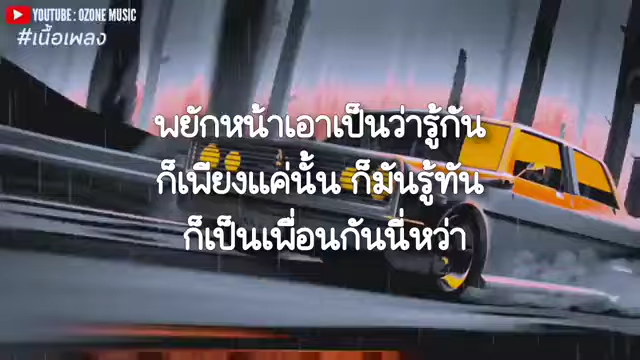 YOUTUBE : OZONE MUSIC
#เนื้อเพลง
พยักหน้าเอาเป็นว่ารู้กัน
ก็เพียงแค่นั้น ก็มันรู้ทัน
ก็เป็นเพื่อนกันนี่หว่า